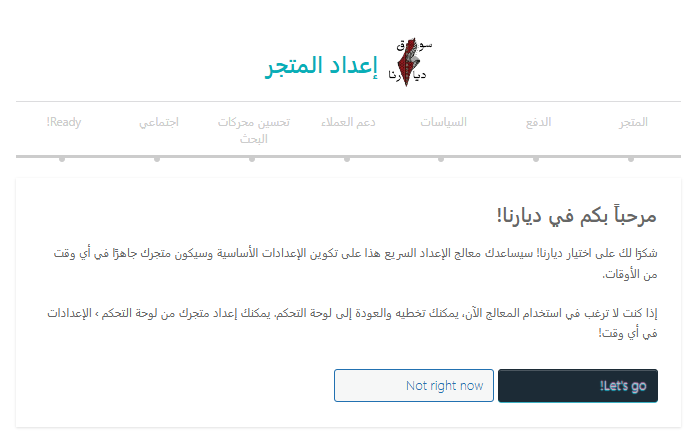 سوق
ديارنا
إعداد المتجر
المتجر
الدفع
السياسات
دعم العملاء
تحسين محركات
البحث
اجتماعي
Ready!
مرحباً بكم في ديارنا!
شكرًا لك على اختيار ديارنا! سيساعدك معالج الإعداد السريع هذا على تكوين الإعدادات الأساسية وسيكون متجرك جاهزًا في أي وقت
من الأوقات.
إذا كنت لا ترغب في استخدام المعالج الآن، يمكنك تخطيه والعودة إلى لوحة التحكم. يمكنك إعداد متجرك من لوحة التحكم › الإعدادات
في أي وقت!
Let's go!
Not right now